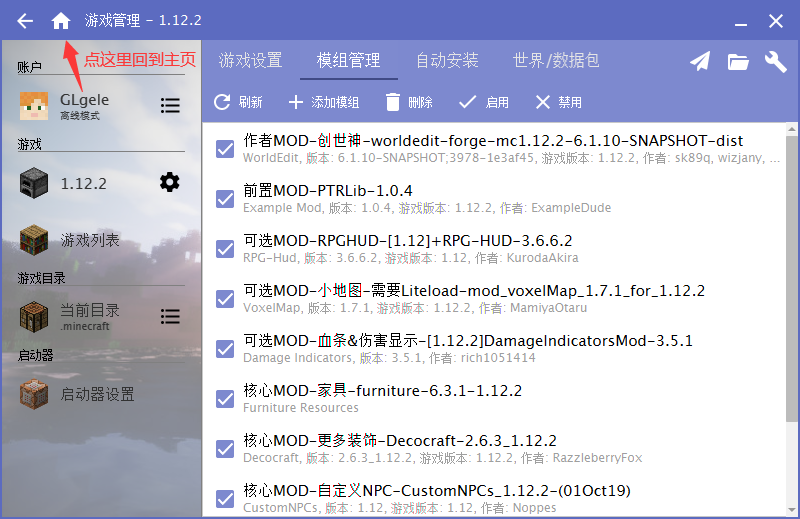 游戏管理 - 1.12.2
点这里回到主页
账户
GLgele
离线模式
游戏
1.12.2
游戏列表
游戏目录
当前目录
.minecraft
启动器
启动器设置
游戏设置 模组管理 自动安装 世界/数据包
刷新 添加模组 删除 启用 禁用
作者MOD-创世神-worldedit-forge-mc1.12.2-6.1.10-SNAPSHOT-dist
WorldEdit, 版本: 6.1.10-SNAPSHOT;3978-1e3af45, 游戏版本: 1.12.2, 作者: sk89q, wizjany, ...
前置MOD-PTRLib-1.0.4
Example Mod, 版本: 1.0.4, 游戏版本: 1.12.2, 作者: ExampleDude
可选MOD-RPGHUD-[1.12]+RPG-HUD-3.6.6.2
RPG-Hud, 版本: 3.6.6.2, 游戏版本: 1.12, 作者: KurodaAkira
可选MOD-小地图-需要Liteload-mod_voxelMap_1.7.1_for_1.12.2
VoxelMap, 版本: 1.7.1, 游戏版本: 1.12.2, 作者: MamiyaOtaru
可选MOD-血条&伤害显示-[1.12.2]DamageIndicatorsMod-3.5.1
Damage Indicators, 版本: 3.5.1, 作者: rich1051414
核心MOD-家具-furniture-6.3.1-1.12.2
Furniture Resources
核心MOD-更多装饰-Decocraft-2.6.3_1.12.2
Decocraft, 版本: 2.6.3_1.12.2, 游戏版本: 1.12.2, 作者: RazzleberryFox
核心MOD-自定义NPC-CustomNPCs_1.12.2-(01Oct19)
CustomNPCs, 版本: 1.12, 游戏版本: 1.12, 作者: Noppes